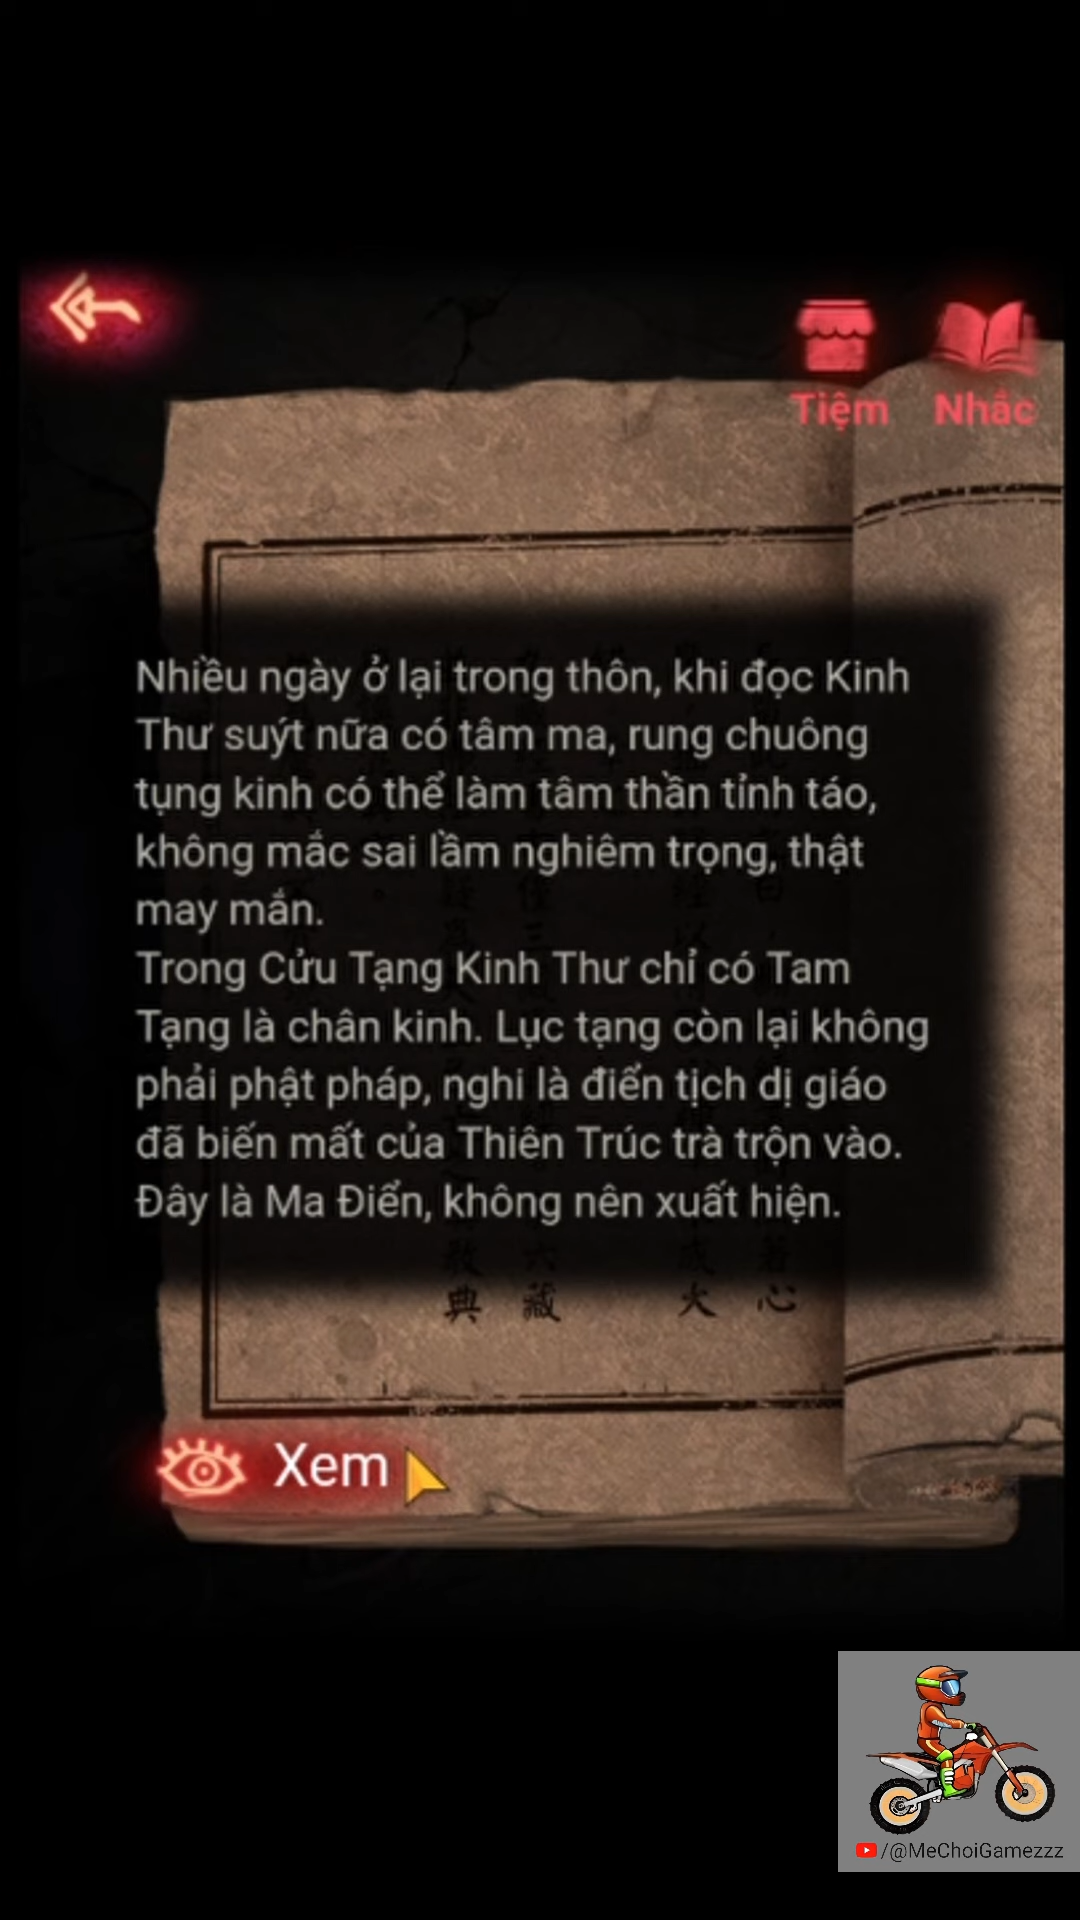 Tiệm Nhắc
Nhiều ngày ở lại trong thôn, khi đọc Kinh
Thư suýt nữa có tâm ma, rung chuông
tụng kinh có thể làm tâm thần tỉnh táo,
không mắc sai lầm nghiêm trọng, thật
may mắn.
Trong Cửu Tạng Kinh Thư chỉ có Tam
Tạng là chân kinh. Lục tạng còn lại không
phải phật pháp, nghi là điển tịch dị giáo
đã biến mất của Thiên Trúc trà trộn vào.
Đây là Ma Điển, không nên xuất hiện.
典 藏 大 心
Xem
/@MeChoiGamezzz